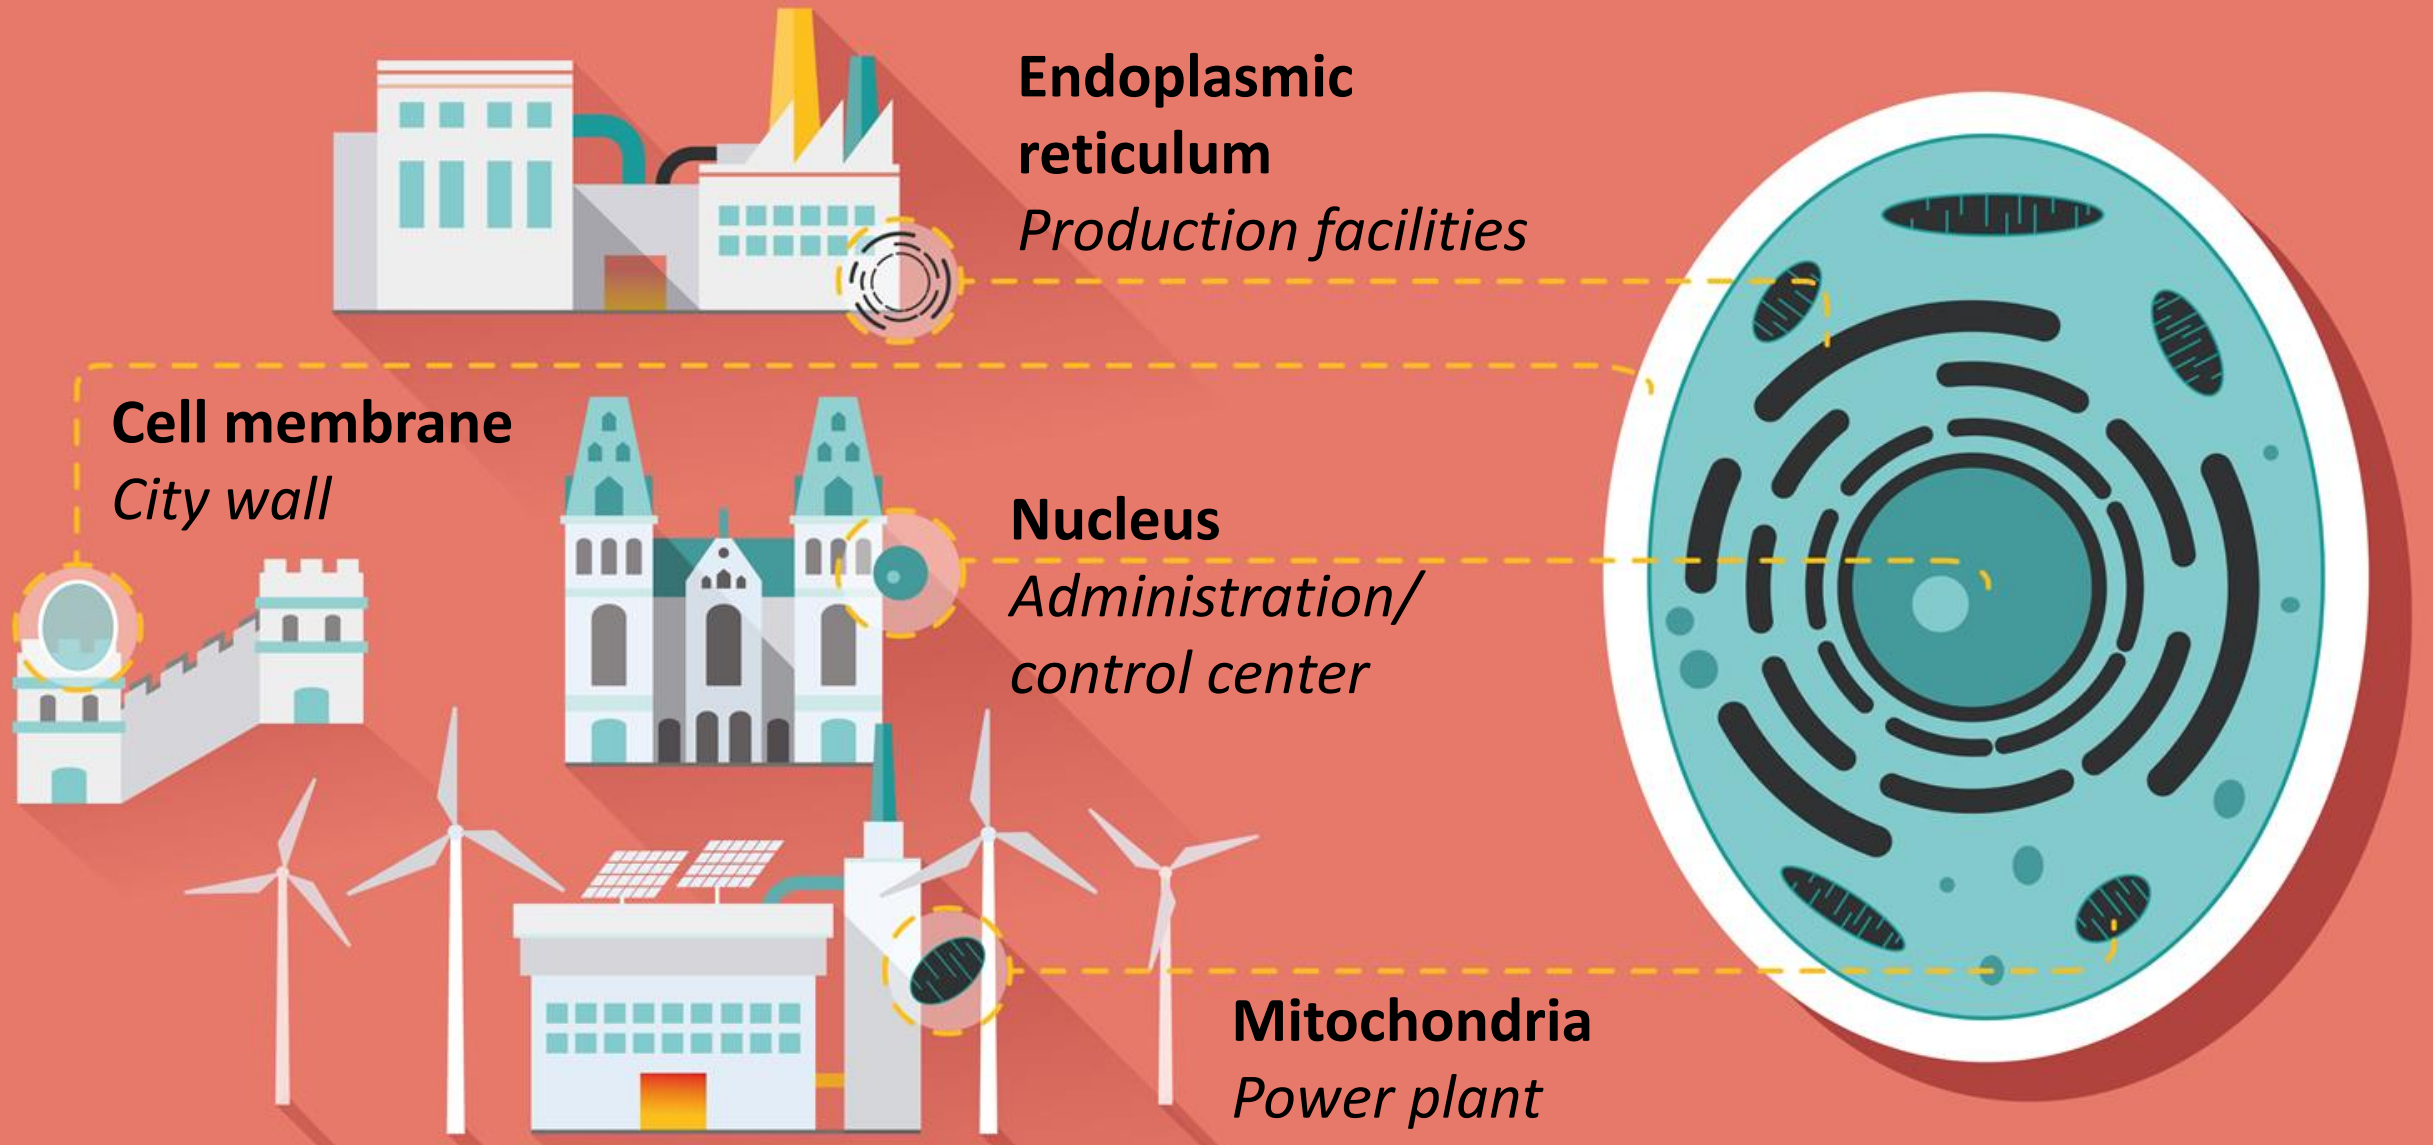 Endoplasmic
reticulum
Production facilities
Cell membrane
City wall
Nucleus
Administration/
control center
Mitochondria
Power plant